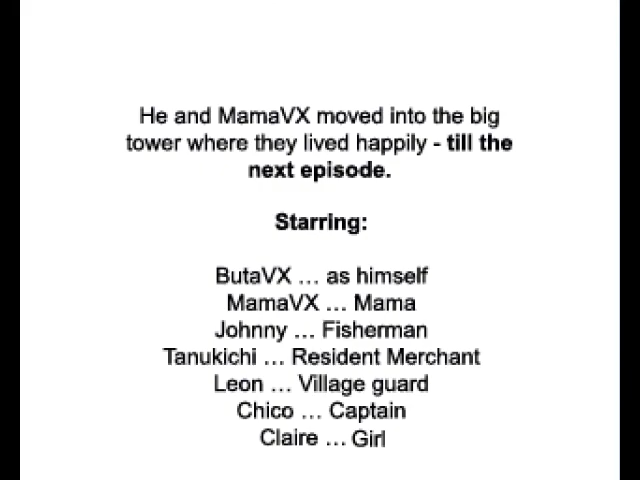 He and MamaVX moved into the big
tower where they lived happily - till the
next episode.
Starring:
ButaVX … as himself
MamaVX … Mama
Johnny … Fisherman
Tanukichi … Resident Merchant
Leon … Village guard
Chico … Captain
Claire … Girl